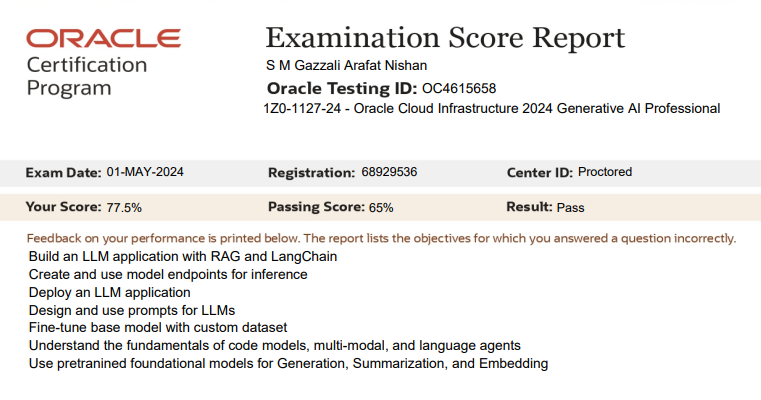 ORACLE
Certification
Program
Examination Score Report
S M Gazzali Arafat Nishan
Oracle Testing ID: OC4615658
1Z0-1127-24 - Oracle Cloud Infrastructure 2024 Generative AI Professional
Exam Date: 01-MAY-2024 Registration: 68929536 Center ID: Proctored
Your Score: 77.5% Passing Score: 65% Result: Pass
Feedback on your performance is printed below. The report lists the objectives for which you answered a question incorrectly.
Build an LLM application with RAG and LangChain
Create and use model endpoints for inference
Deploy an LLM application
Design and use prompts for LLMs
Fine-tune base model with custom dataset
Understand the fundamentals of code models, multi-modal, and language agents
Use pretranined foundational models for Generation, Summarization, and Embedding